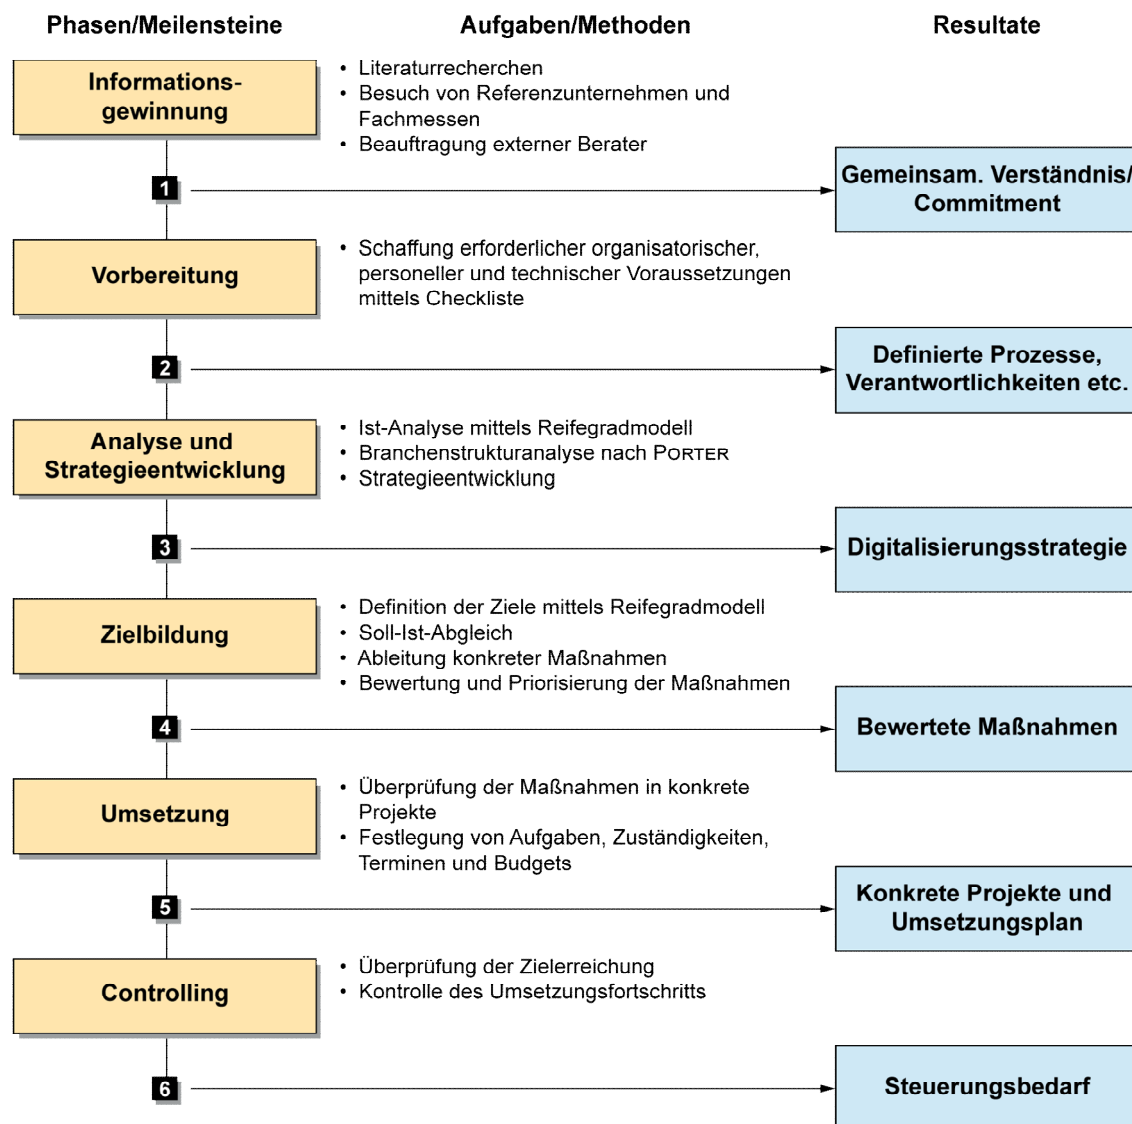 Phasen/Meilensteine
Aufgaben/Methoden
Resultate
Informations-
gewinnung
• Literaturrecherchen
• Besuch von Referenzunternehmen und
Fachmessen
• Beauftragung externer Berater
1
Gemeinsam. Verständnis/
Commitment
Vorbereitung
• Schaffung erforderlicher organisatorischer,
personeller und technischer Voraussetzungen
mittels Checkliste
2
Definierte Prozesse,
Verantwortlichkeiten etc.
Analyse und
Strategieentwicklung
• Ist-Analyse mittels Reifegradmodell
• Branchenstrukturanalyse nach PORTER
• Strategieentwicklung
3
Digitalisierungsstrategie
Zielbildung
• Definition der Ziele mittels Reifegradmodell
• Soll-Ist-Abgleich
• Ableitung konkreter Maßnahmen
• Bewertung und Priorisierung der Maßnahmen
4
Bewertete Maßnahmen
Umsetzung
• Überprüfung der Maßnahmen in konkrete
Projekte
• Festlegung von Aufgaben, Zuständigkeiten,
Terminen und Budgets
5
Konkrete Projekte und
Umsetzungsplan
Controlling
• Überprüfung der Zielerreichung
• Kontrolle des Umsetzungsfortschritts
6
Steuerungsbedarf